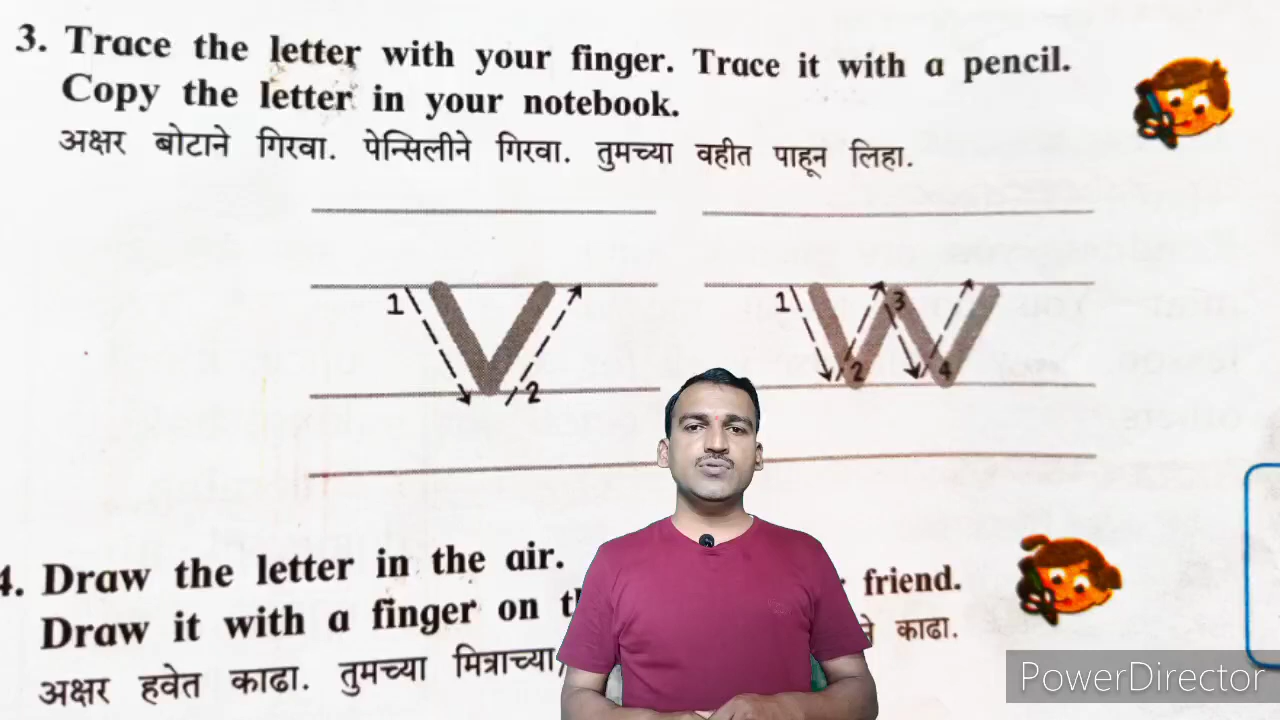 3. Trace the letter with your finger. Trace it with a pencil.
Copy the letter in your notebook.
अक्षर बोटाने गिरवा. पेन्सिलीने गिरवा. तुमच्या वहीत पाहून लिहा.
1 v 2
1 2 3 4 w
4. Draw the letter in the air.
Draw it with a finger on friend.
अक्षर हवेत काढा. तुमच्या मित्राच्या काढा.
PowerDirector